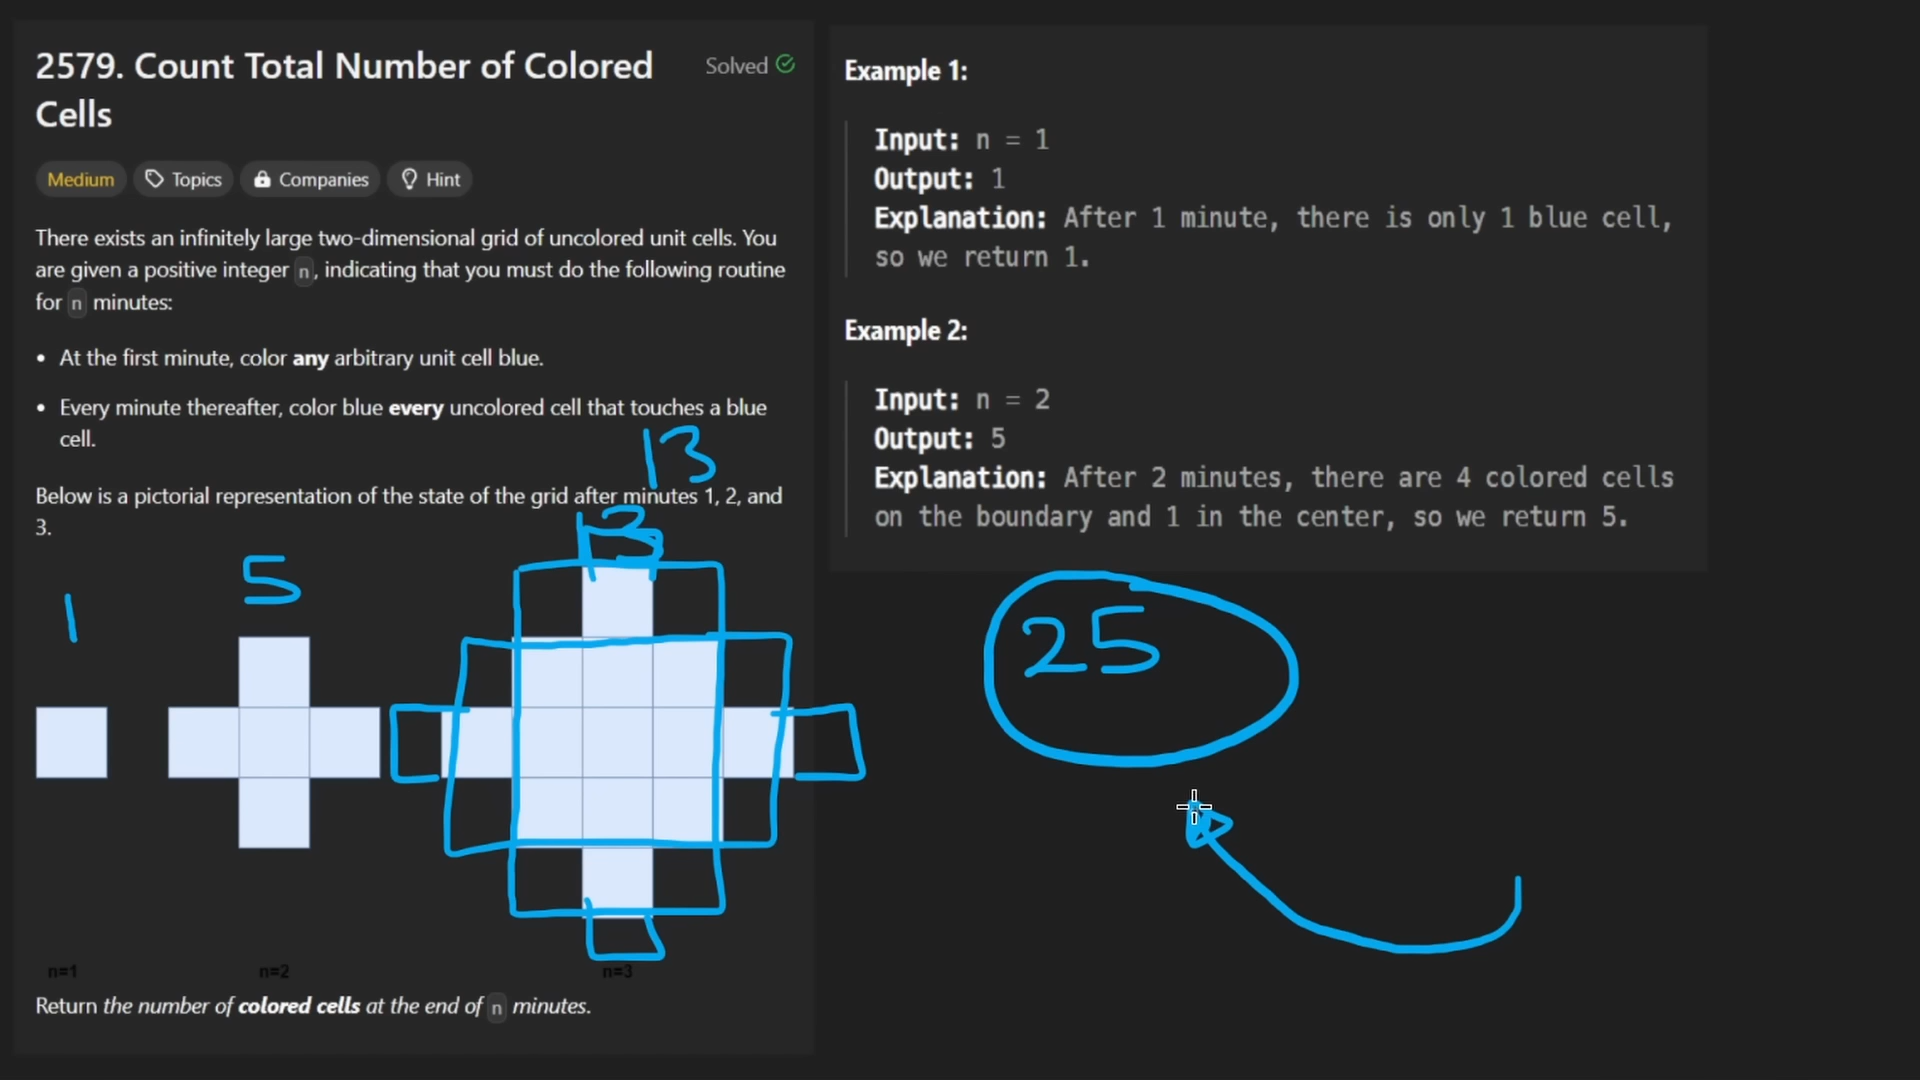 2579. Count Total Number of Colored
Cells
Solved
Medium
Topics
Companies
Hint
There exists an infinitely large two-dimensional grid of uncolored unit cells. You
are given a positive integer n, indicating that you must do the following routine
for n minutes:
• At the first minute, color any arbitrary unit cell blue.
• Every minute thereafter, color blue every uncolored cell that touches a blue
cell.
13
Below is a pictorial representation of the state of the grid after minutes 1, 2, and
3.
1
5
13
n=1
n=2
n=3
Return the number of colored cells at the end of n minutes.
Example 1:
Input: n = 1
Output: 1
Explanation: After 1 minute, there is only 1 blue cell,
so we return 1.
Example 2:
Input: n = 2
Output: 5
Explanation: After 2 minutes, there are 4 colored cells
on the boundary and 1 in the center, so we return 5.
25